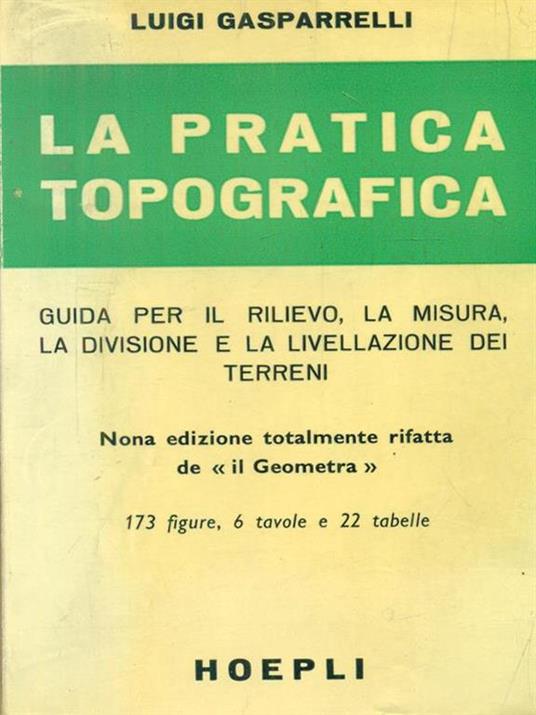 LUIGI GASPARRELLI
LA PRATICA
TOPOGRAFICA
GUIDA PER IL RILIEVO, LA MISURA,
LA DIVISIONE E LA LIVELLAZIONE DEI
TERRENI
Nona edizione totalmente rifatta
de « il Geometra »
173 figure, 6 tavole e 22 tabelle
HOEPLI